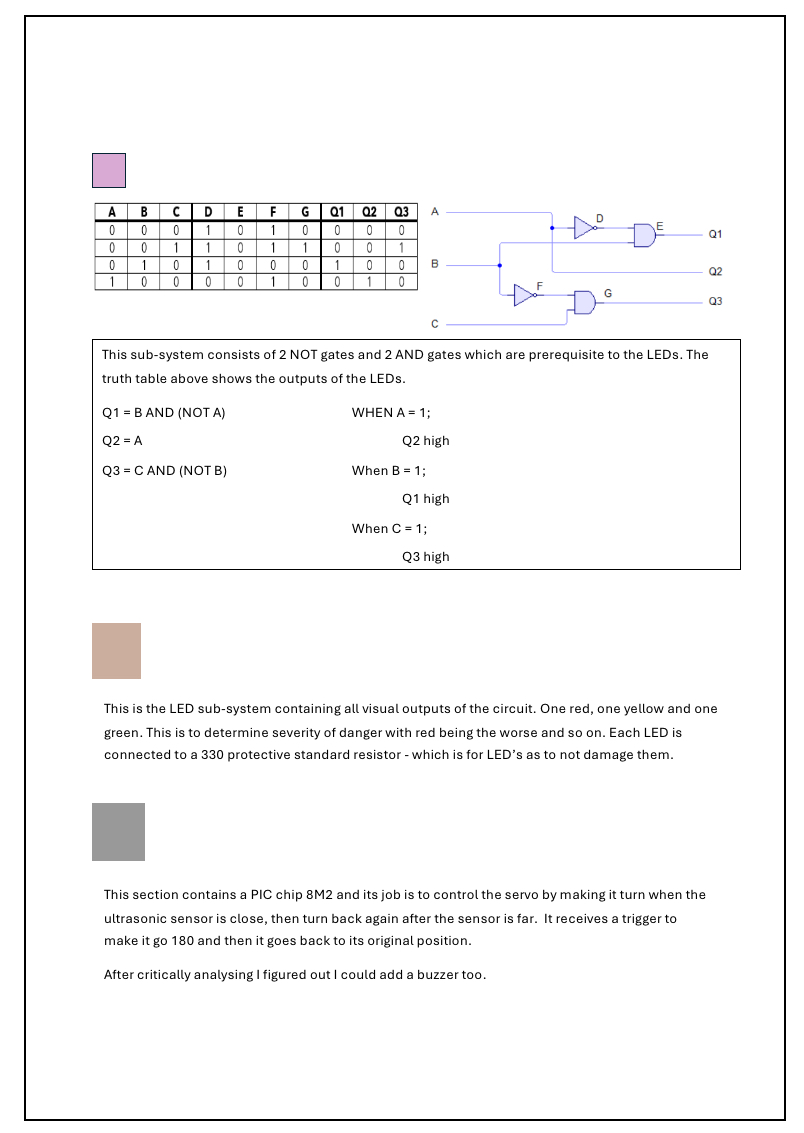 A B C D E F G Q1 Q2 Q3
0 0 0 1 0 1 0 0 0 0
0 0 1 1 0 1 1 0 0 1
0 1 0 1 0 0 0 1 0 0
1 0 0 0 0 1 0 0 1 0
A
D
E
Q1
B
Q2
F
G
Q3
C
This sub-system consists of 2 NOT gates and 2 AND gates which are prerequisite to the LEDs. The
truth table above shows the outputs of the LEDs.
Q1 = B AND (NOT A) WHEN A = 1;
Q2 = A Q2 high
Q3 = C AND (NOT B) When B = 1;
Q1 high
When C = 1;
Q3 high
This is the LED sub-system containing all visual outputs of the circuit. One red, one yellow and one
green. This is to determine severity of danger with red being the worse and so on. Each LED is
connected to a 330 protective standard resistor - which is for LED's as to not damage them.
This section contains a PIC chip 8M2 and its job is to control the servo by making it turn when the
ultrasonic sensor is close, then turn back again after the sensor is far.  It receives a trigger to
make it go 180 and then it goes back to its original position.
After critically analysing I figured out I could add a buzzer too.